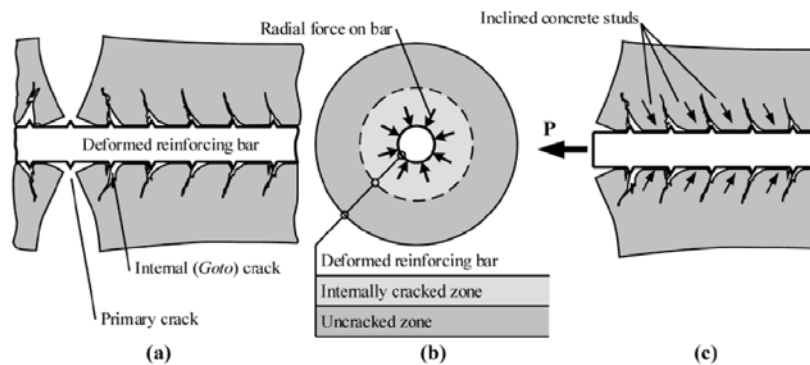 Radial force on bar
Inclined concrete studs
Deformed reinforcing bar
P
Internal (Goto) crack
Primary crack
Deformed reinforcing bar
Internally cracked zone
Uncracked zone
(a)
(b)
(c)